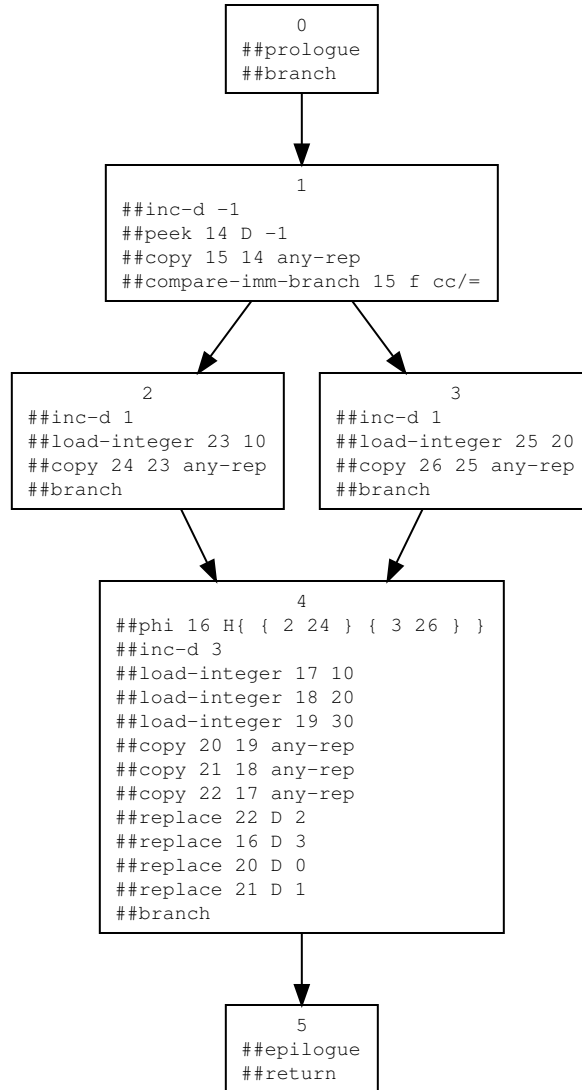 0
##prologue
##branch
1
##inc-d -1
##peek 14 D -1
##copy 15 14 any-rep
##compare-imm-branch 15 f cc/=
2
##inc-d 1
##load-integer 23 10
##copy 24 23 any-rep
##branch
3
##inc-d 1
##load-integer 25 20
##copy 26 25 any-rep
##branch
4
##phi 16 H{ { 2 24 } { 3 26 } }
##inc-d 3
##load-integer 17 10
##load-integer 18 20
##load-integer 19 30
##copy 20 19 any-rep
##copy 21 18 any-rep
##copy 22 17 any-rep
##replace 22 D 2
##replace 16 D 3
##replace 20 D 0
##replace 21 D 1
##branch
5
##epilogue
##return